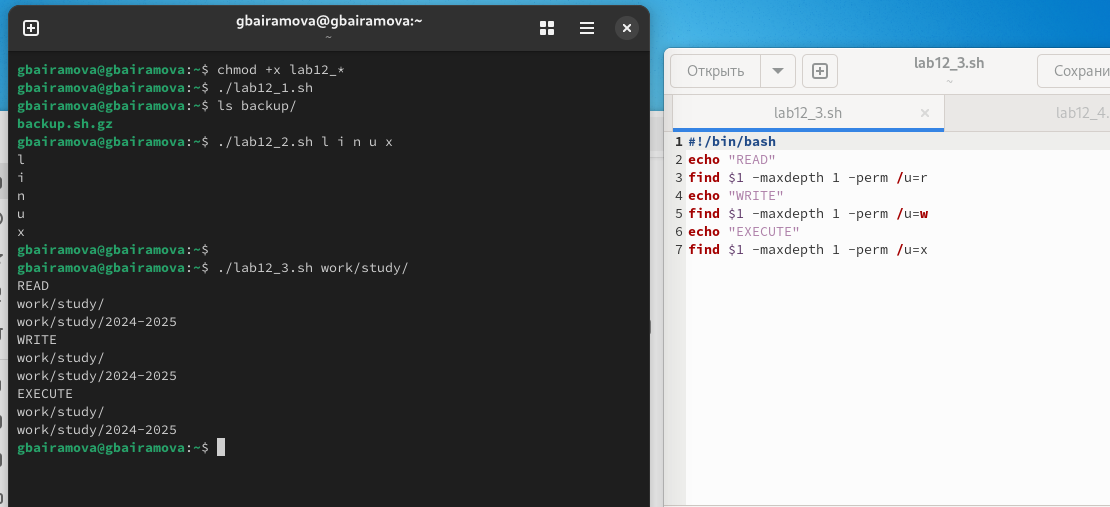 gbairamova@gbairamova:~
~
gbairamova@gbairamova:~$ chmod +x lab12_*
gbairamova@gbairamova:~$ ./lab12_1.sh
gbairamova@gbairamova:~$ ls backup/
backup.sh.gz
gbairamova@gbairamova:~$ ./lab12_2.sh l i n u x
l
i
n
u
x
gbairamova@gbairamova:~$
gbairamova@gbairamova:~$ ./lab12_3.sh work/study/
READ
work/study/
work/study/2024-2025
WRITE
work/study/
work/study/2024-2025
EXECUTE
work/study/
work/study/2024-2025
gbairamova@gbairamova:~$
Открыть
lab12_3.sh
~
Сохрани
lab12_3.sh
lab12_4.
1 #!/bin/bash
2 echo "READ"
3 find $1 -maxdepth 1 -perm /u=r
4 echo "WRITE"
5 find $1 -maxdepth 1 -perm /u=w
6 echo "EXECUTE"
7 find $1 -maxdepth 1 -perm /u=x